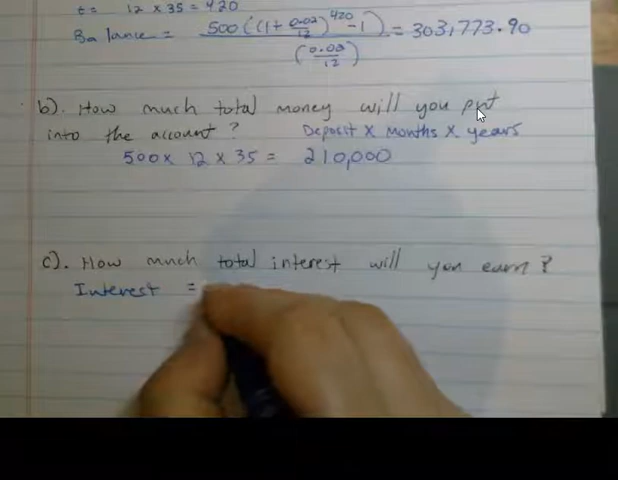 t = 12 x 35 = 420
Balance = 500((1 + 0.02/12)^420 - 1) / (0.02/12) = 303,773.90
b). How much total money will you put
into the account? Deposit x months x years
500 x 12 x 35 = 210,000
c). How much total interest will you earn?
Interest =